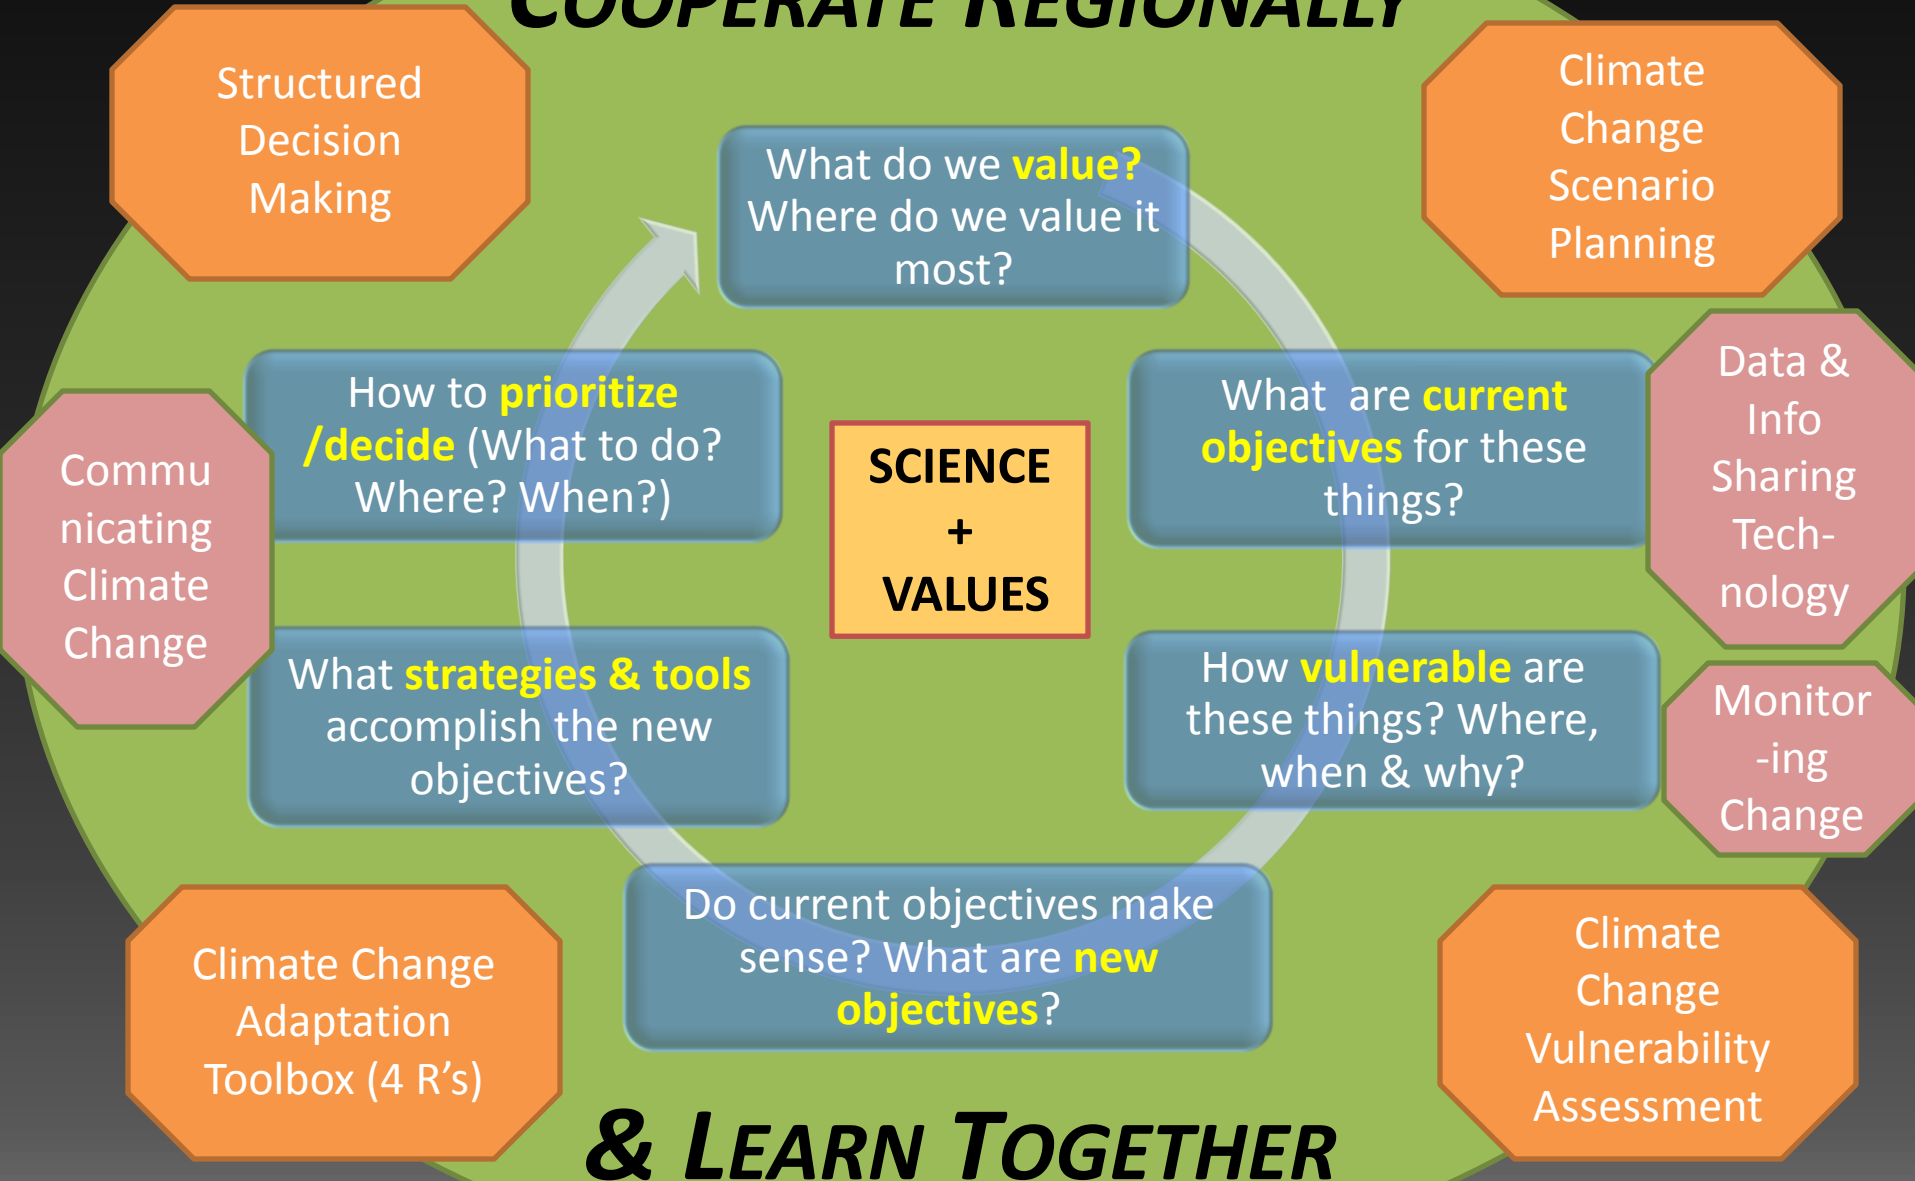 COOPERATE REGIONALLY
Structured
Decision
Making
Climate
Change
Scenario
Planning
What do we value?
Where do we value it
most?
How to prioritize
/decide (What to do?
Where? When?)
What are current
objectives for these
things?
Data &
Info
Sharing
Tech-
nology
SCIENCE
+
VALUES
Commu
nicating
Climate
Change
What strategies & tools
accomplish the new
objectives?
How vulnerable are
these things? Where,
when & why?
Monitor
-ing
Change
Do current objectives make
sense? What are new
objectives?
Climate Change
Adaptation
Toolbox (4 R’s)
Climate
Change
Vulnerability
Assessment
& LEARN TOGETHER